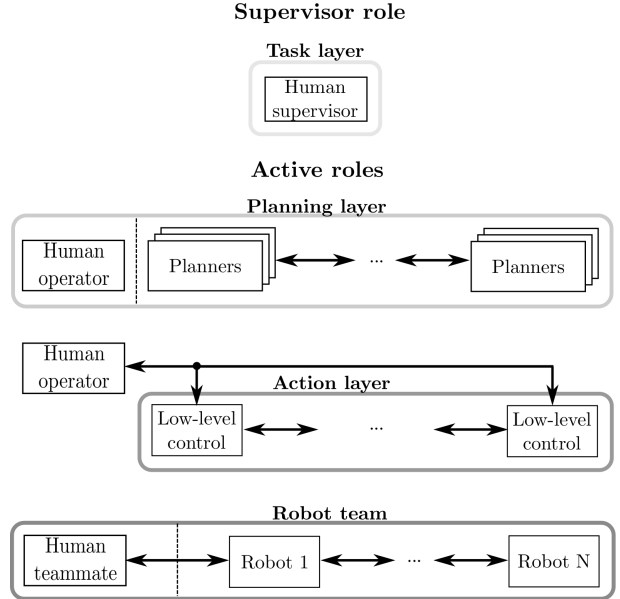 Supervisor role
Task layer
Human
supervisor
Active roles
Planning layer
Human
operator
Planners
...
Planners
Human
operator
Action layer
Low-level
control
...
Low-level
control
Robot team
Human
teammate
Robot 1
...
Robot N